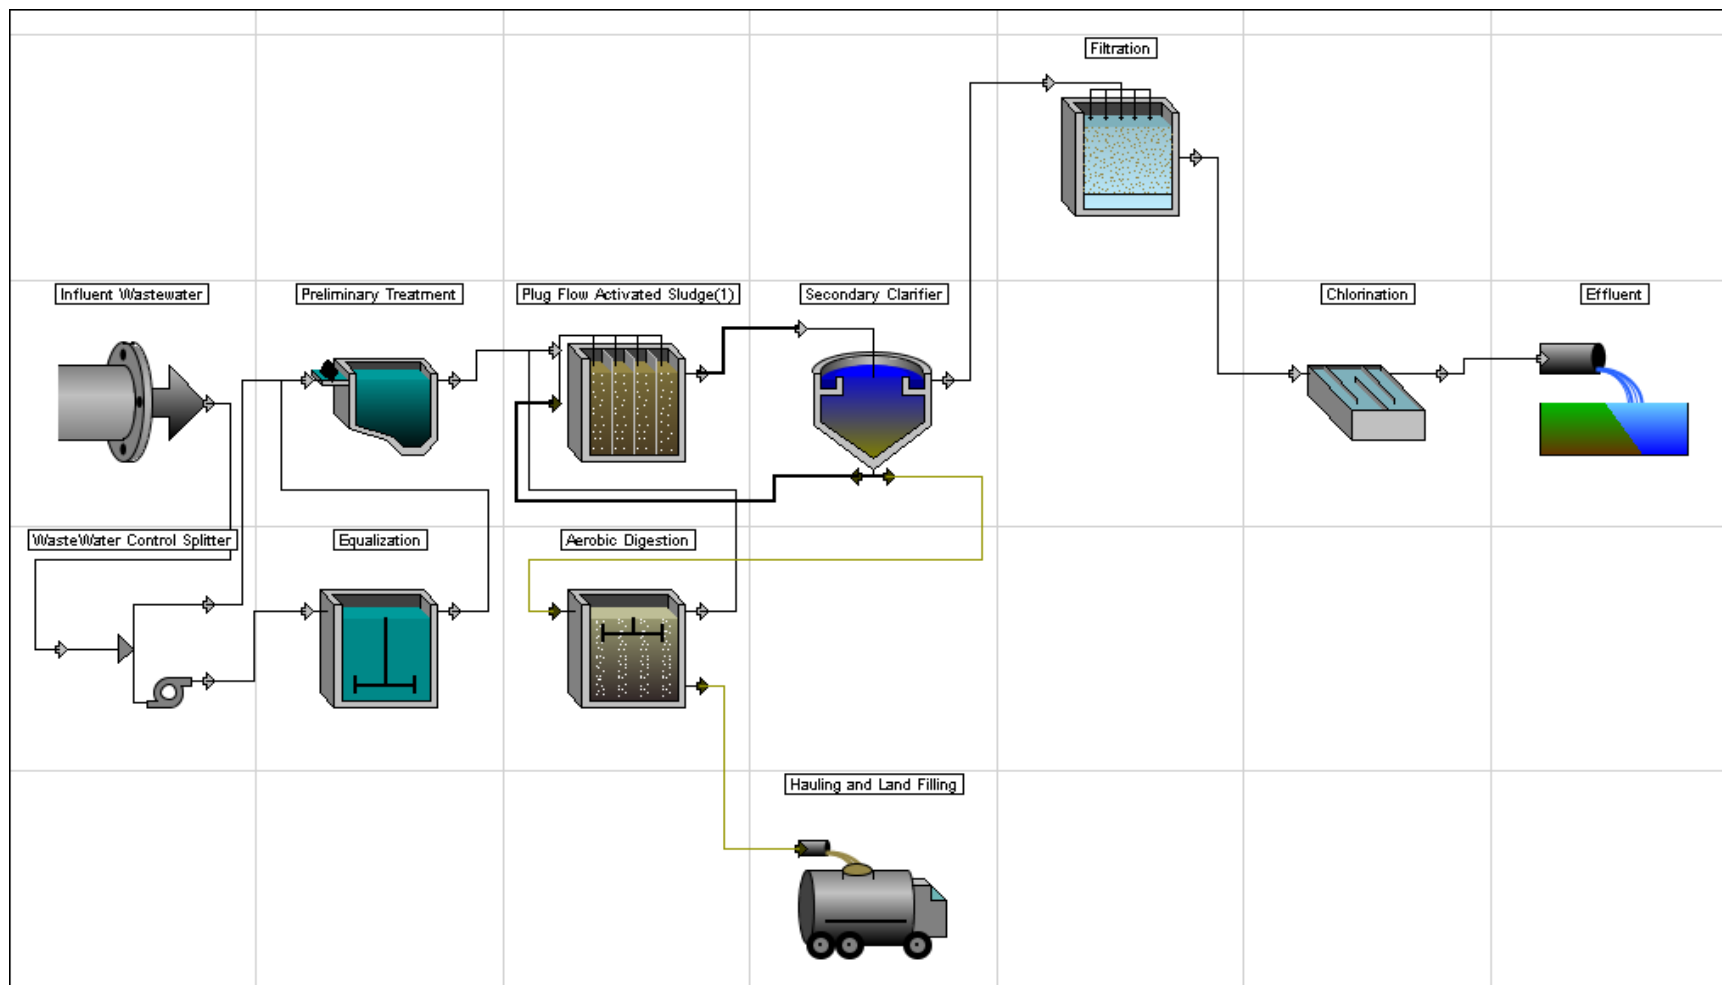 Filtration
Influent Wastewater
Preliminary Treatment
Plug Flow Activated Sludge(1)
Secondary Clarifier
Chlorination
Effluent
WasteWater Control Splitter
Equalization
Aerobic Digestion
Hauling and Land Filling